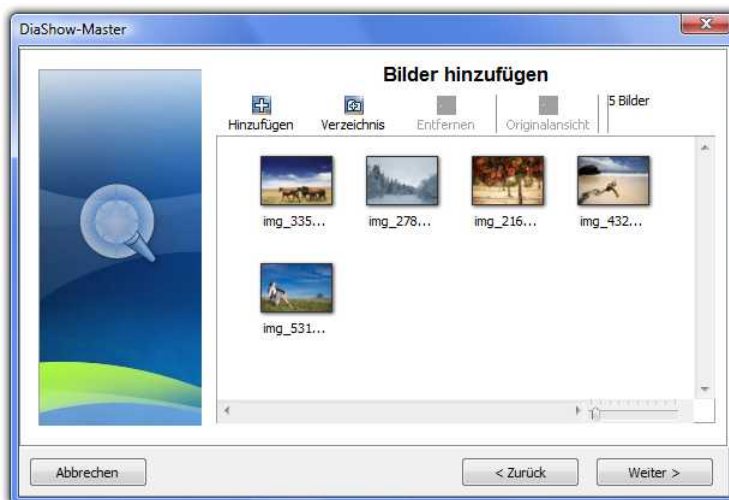 DiaShow-Master
Bilder hinzufügen
Hinzufügen Verzeichnis Entfernen Originalansicht 5 Bilder
img_335... img_278... img_216... img_432...
img_531...
Abbrechen < Zurück Weiter >